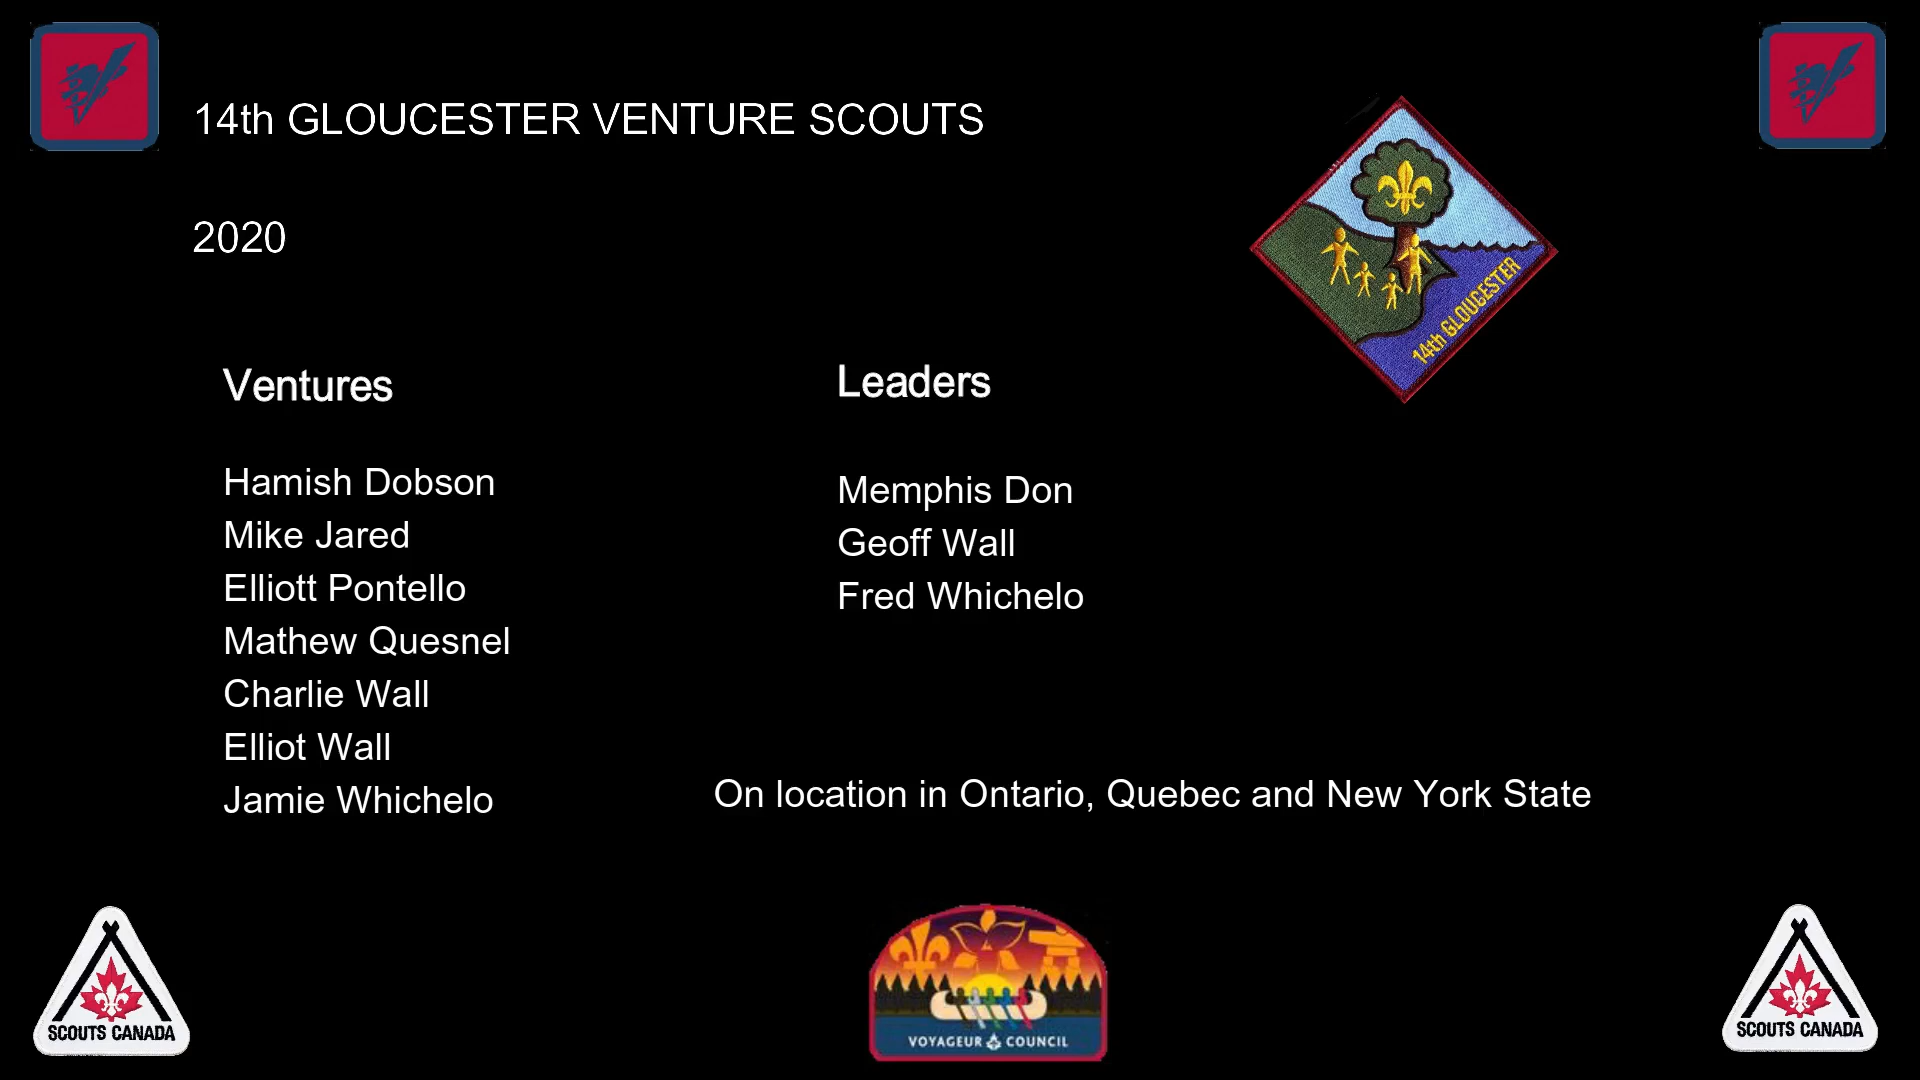 14th GLOUCESTER VENTURE SCOUTS
2020
14th GLOUCESTER
Ventures
Hamish Dobson
Mike Jared
Elliott Pontello
Mathew Quesnel
Charlie Wall
Elliot Wall
Jamie Whichelo
Leaders
Memphis Don
Geoff Wall
Fred Whichelo
On location in Ontario, Quebec and New York State
SCOUTS CANADA
VOYAGEUR COUNCIL
SCOUTS CANADA